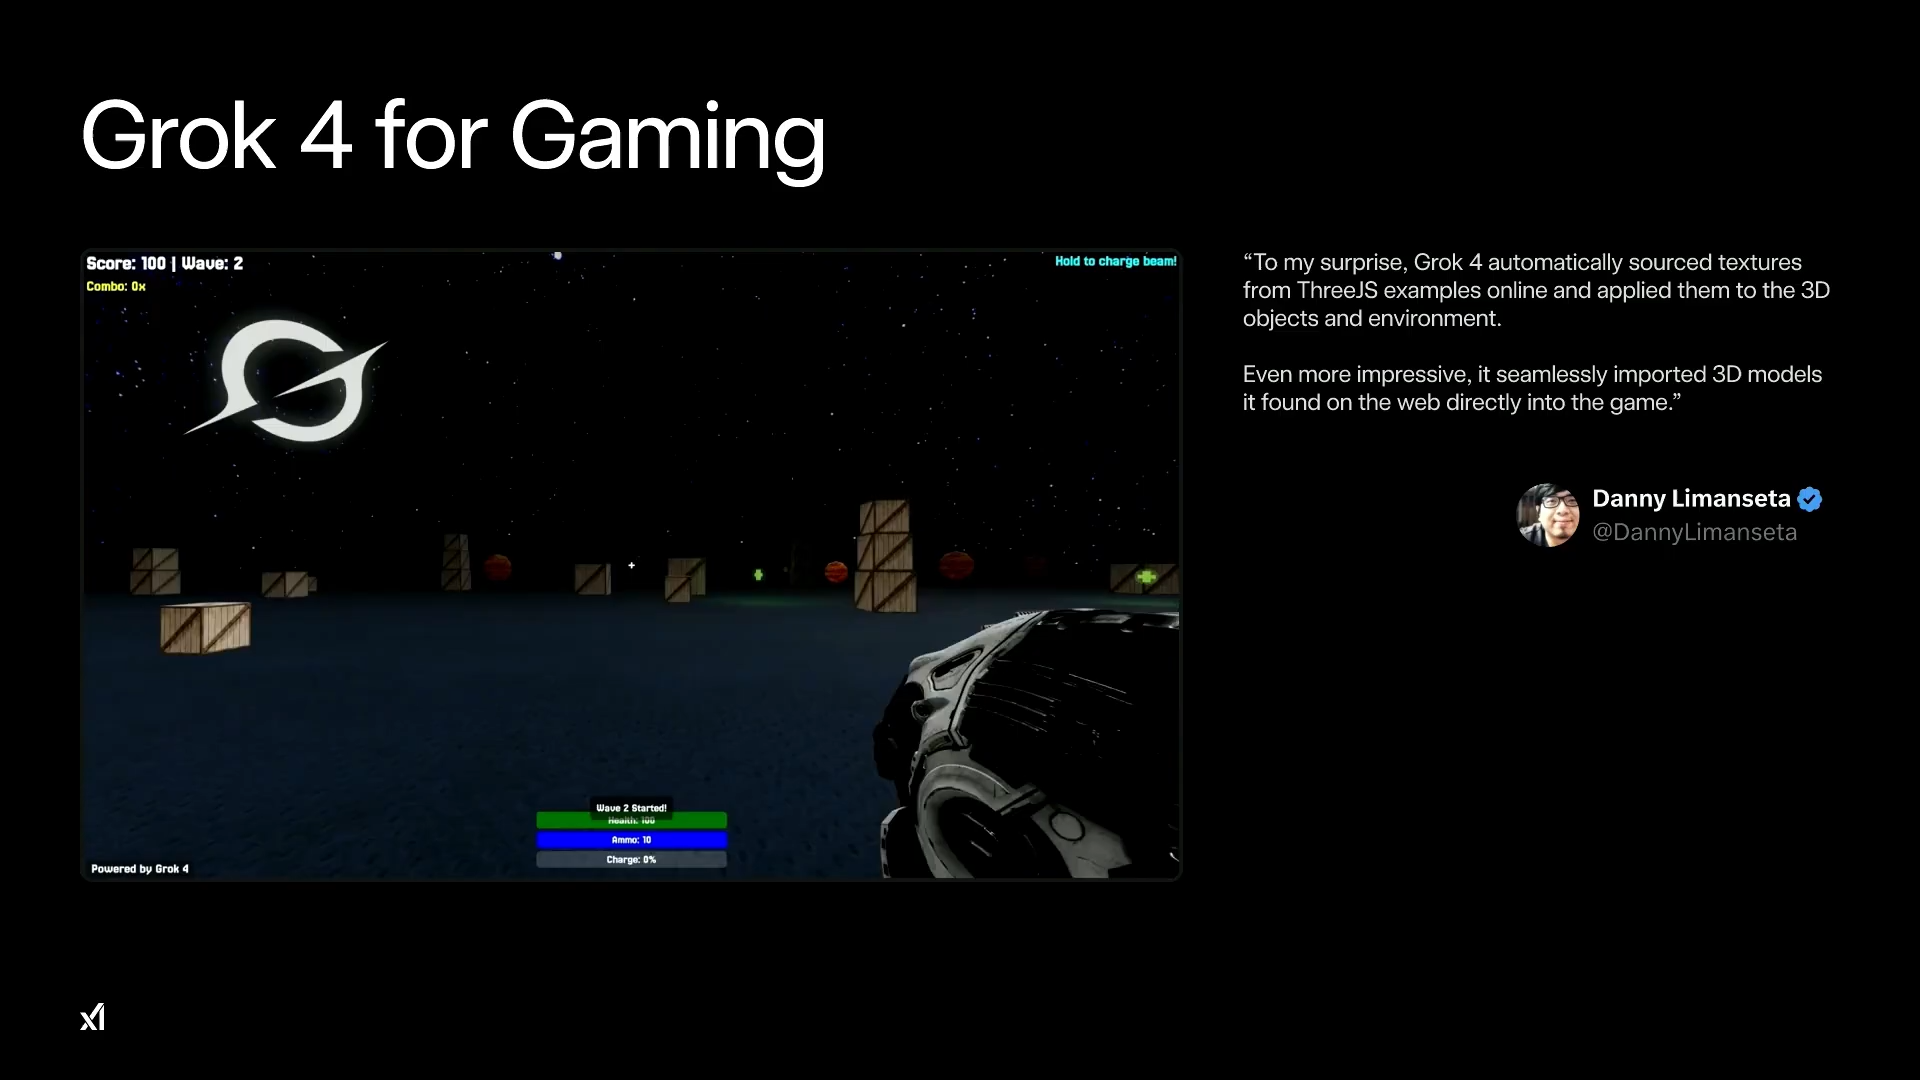 Grok 4 for Gaming
Score: 100 | Wave: 2
Combo: 0x
Hold to charge beam!
Wave 2 Started!
Health: 100
Ammo: 10
Charge: 0%
Powered by Grok 4
“To my surprise, Grok 4 automatically sourced textures
from ThreeJS examples online and applied them to the 3D
objects and environment.
Even more impressive, it seamlessly imported 3D models
it found on the web directly into the game.”
Danny Limanseta
@DannyLimanseta
xI